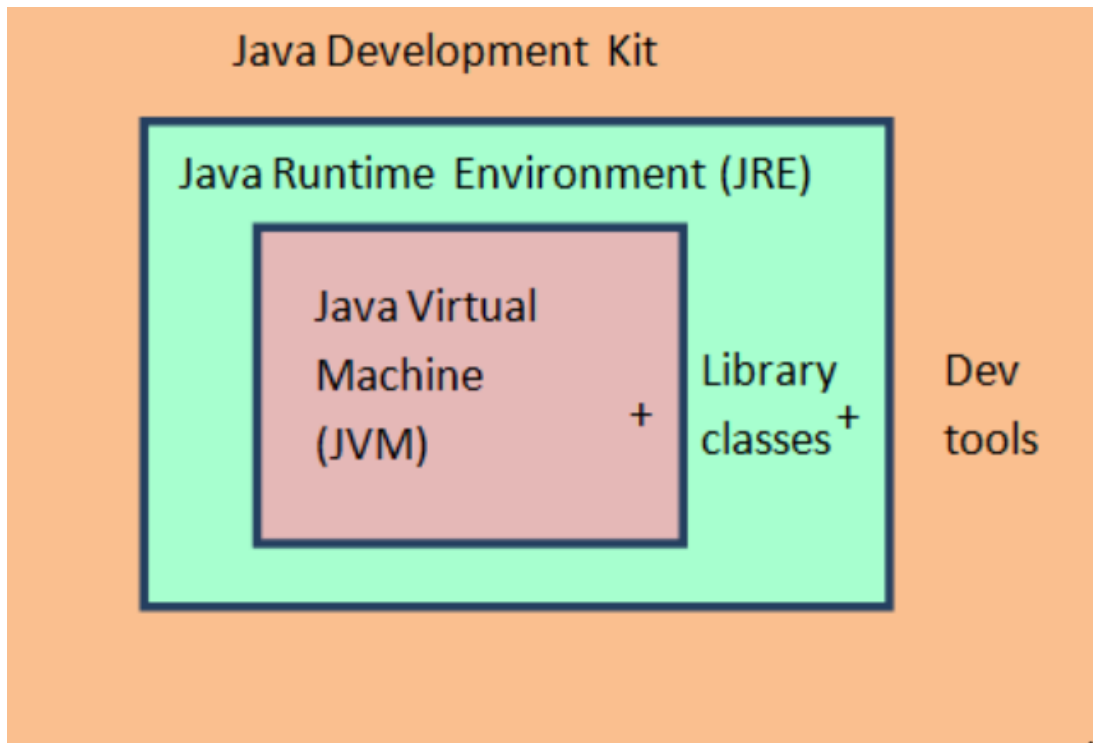 Java Development Kit
Java Runtime Environment (JRE)
Java Virtual
Machine
(JVM)
+
Library
classes+
Dev
tools